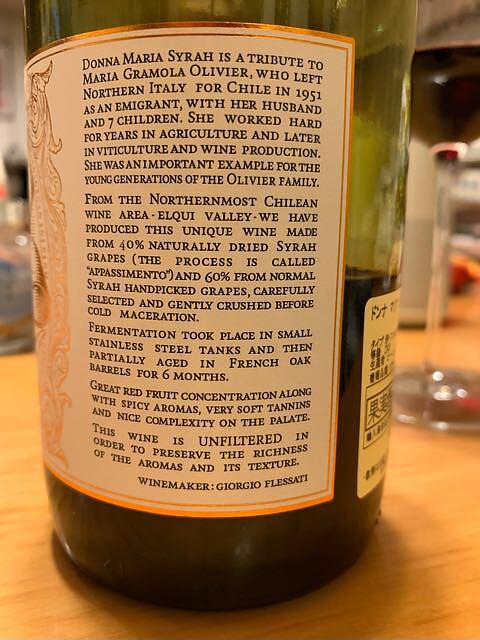 DONNA MARIA SYRAH IS A TRIBUTE TO
MARIA GRAMOLA OLIVIER, WHO LEFT
NORTHERN ITALY FOR CHILE IN 1951
AS AN EMIGRANT, WITH HER HUSBAND
AND 7 CHILDREN. SHE WORKED HARD
FOR YEARS IN AGRICULTURE AND LATER
IN VITICULTURE AND WINE PRODUCTION.
SHE WAS AN IMPORTANT EXAMPLE FOR THE
YOUNG GENERATIONS OF THE OLIVIER FAMILY.
FROM THE NORTHERNMOST CHILEAN
WINE AREA-ELQUI VALLEY-WE HAVE
PRODUCED THIS UNIQUE WINE MADE
FROM 40% NATURALLY DRIED SYRAH
GRAPES (THE PROCESS IS CALLED
"APPASSIMENTO") AND 60% FROM NORMAL
SYRAH HANDPICKED GRAPES, CAREFULLY
SELECTED AND GENTLY CRUSHED BEFORE
COLD MACERATION.
FERMENTATION TOOK PLACE IN SMALL
STAINLESS STEEL TANKS AND THEN
PARTIALLY AGED IN FRENCH OAK
BARRELS FOR 6 MONTHS.
GREAT RED FRUIT CONCENTRATION ALONG
WITH SPICY AROMAS, VERY SOFT TANNINS
AND NICE COMPLEXITY ON THE PALATE.
THIS WINE IS UNFILTERED IN
ORDER TO PRESERVE THE RICHNESS
OF THE AROMAS AND ITS TEXTURE.
WINEMAKER: GIORGIO FLESSATI
ドンナ マ
果実